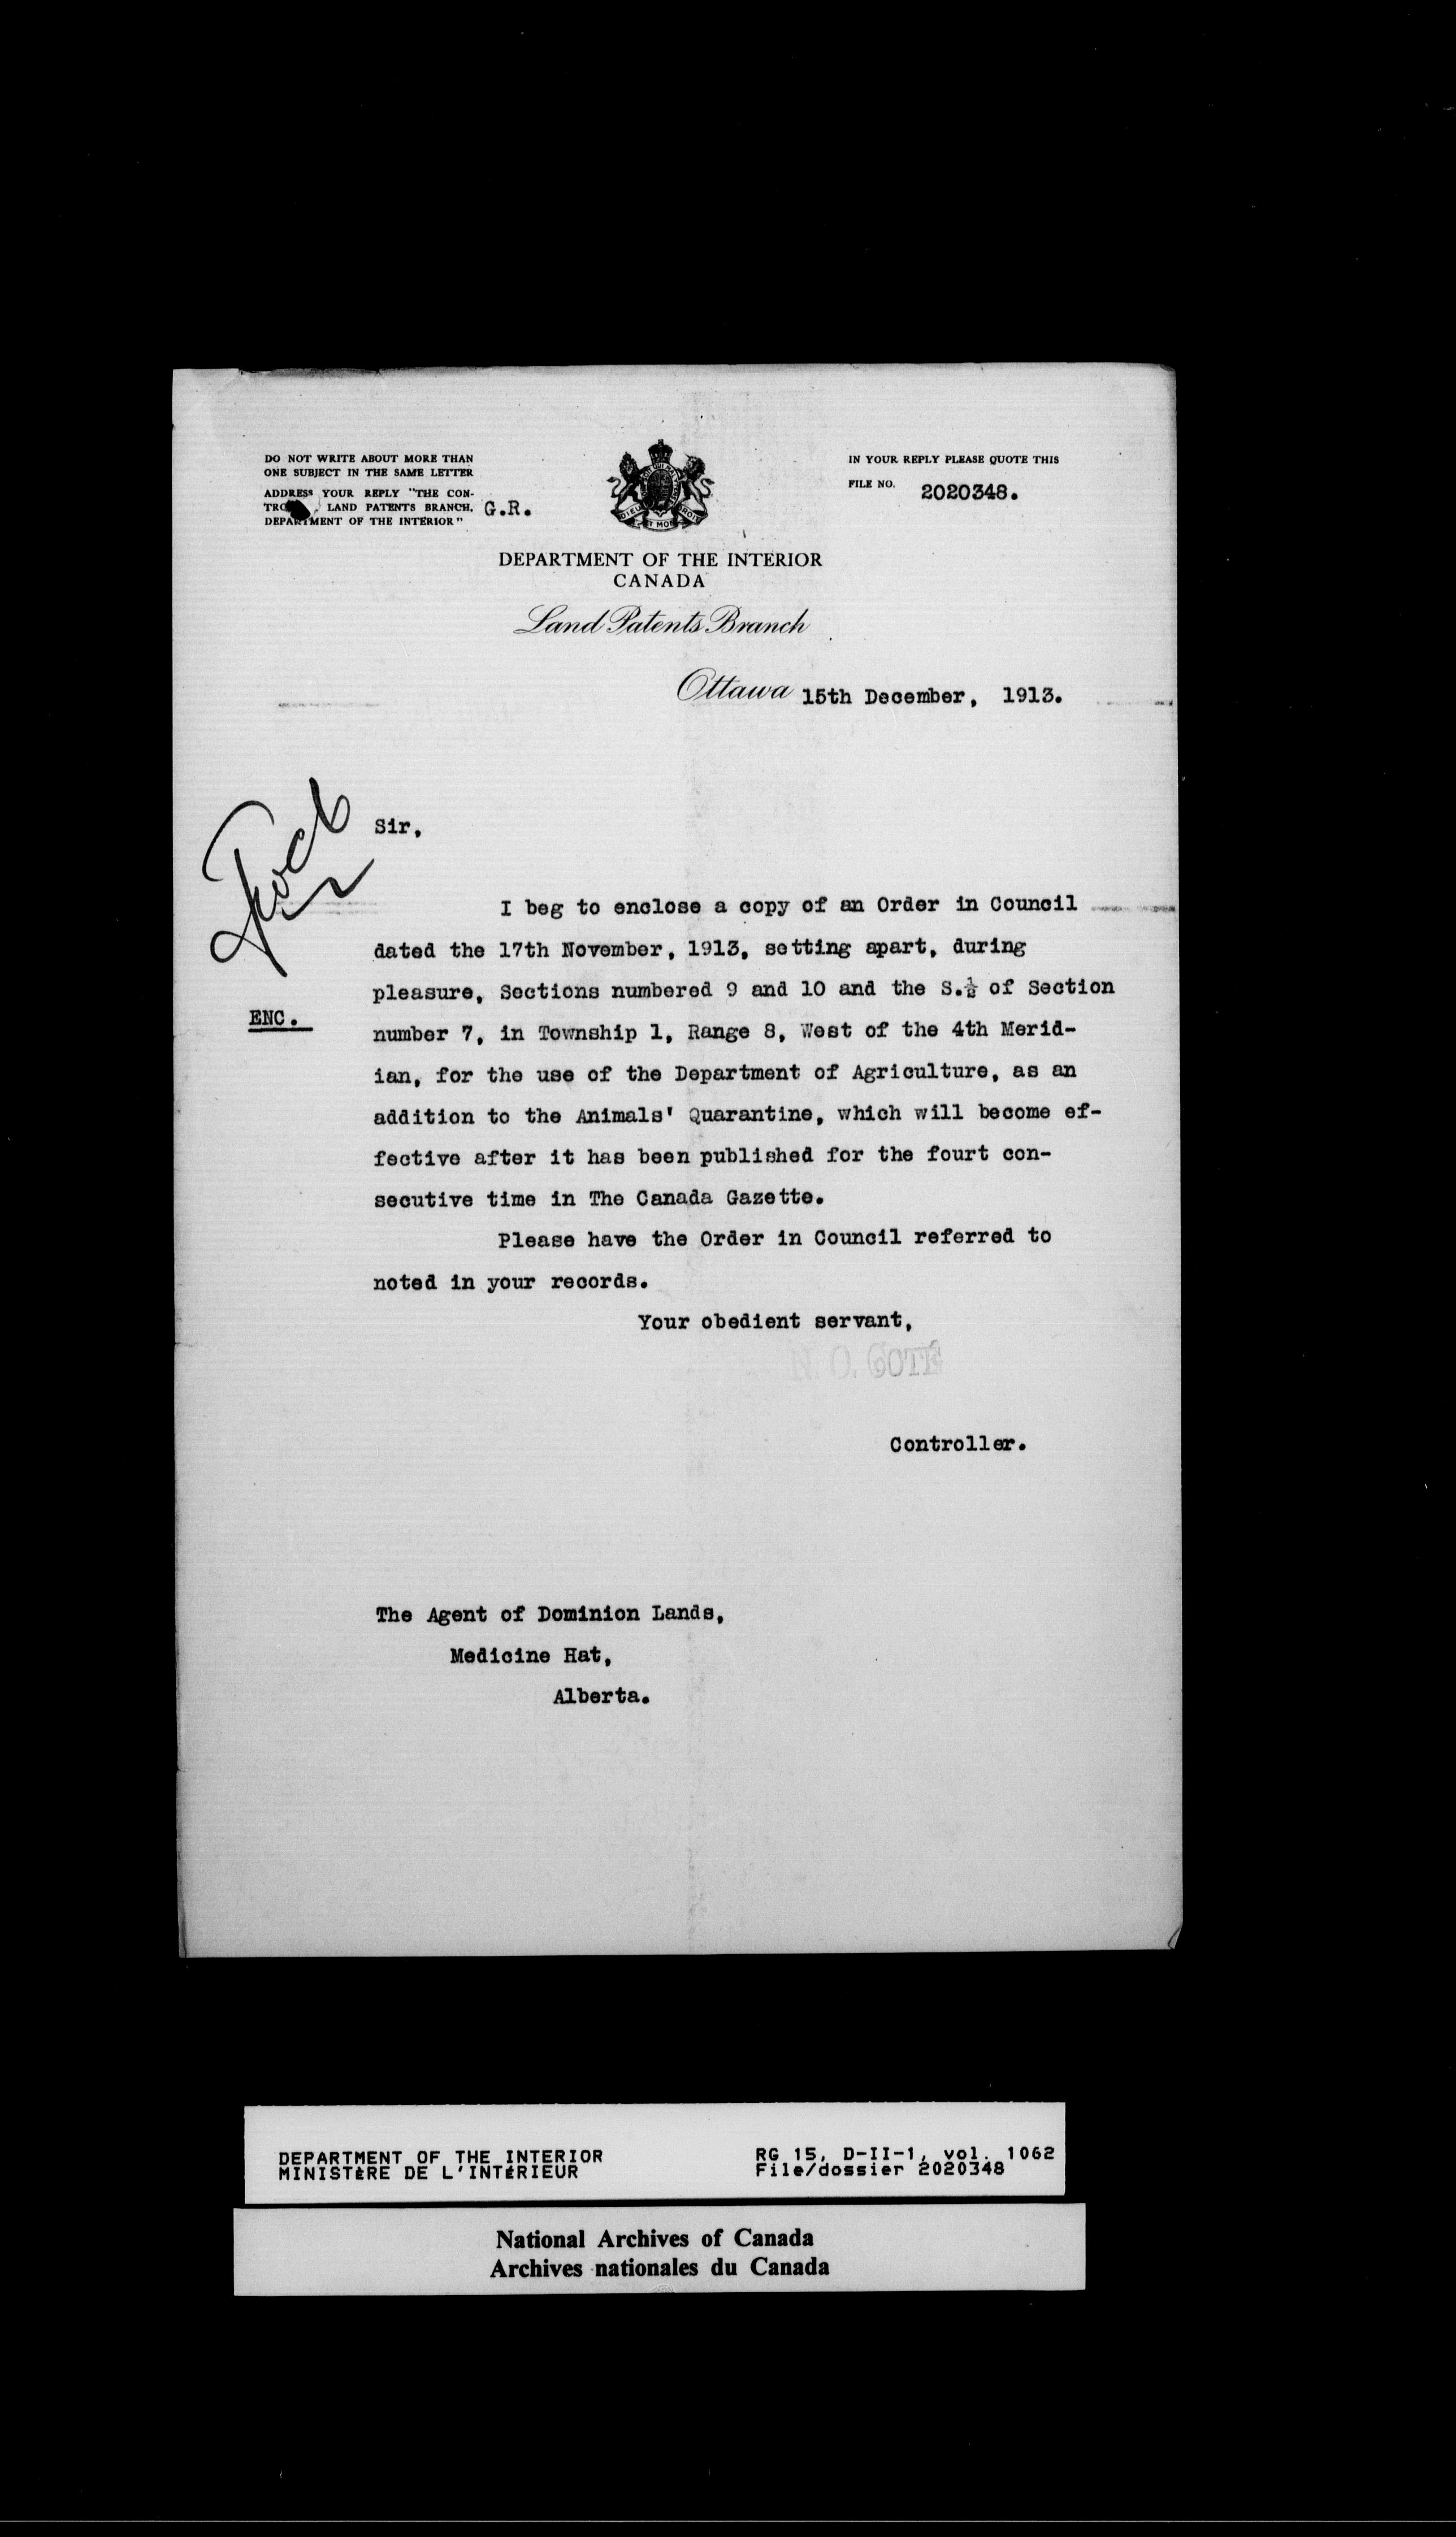 DO NOT WRITE ABOUT MORE THAN
ONE SUBJECT IN THE SAME LETTER
ADDRESS YOUR REPLY "THE CON-
LAND PATENTS BRANCH,
DEPARTMENT OF THE INTERIOR"
G.R.
IN YOUR REPLY PLEASE QUOTE THIS
FILE NO. 2020348.
DEPARTMENT OF THE INTERIOR
CANADA
Land Patents Branch
Ottawa 15th December, 1913.
Sir,
I beg to enclose a copy of an Order in Council
dated the 17th November, 1913, setting apart, during
pleasure, Sections numbered 9 and 10 and the S.½ of Section
ENC.
number 7, in Township 1, Range 8, West of the 4th Merid-
ian, for the use of the Department of Agriculture, as an
addition to the Animals' Quarantine, which will become ef-
fective after it has been published for the fourt con-
secutive time in The Canada Gazette.
Please have the Order in Council referred to
noted in your records.
Your obedient servant,
N. O. COTÉ
Controller.
The Agent of Dominion Lands,
Medicine Hat,
Alberta.
DEPARTMENT OF THE INTERIOR
MINISTÈRE DE L'INTÉRIEUR
RG 15, D-II-1, vol. 1062
File/dossier 2020348
National Archives of Canada
Archives nationales du Canada